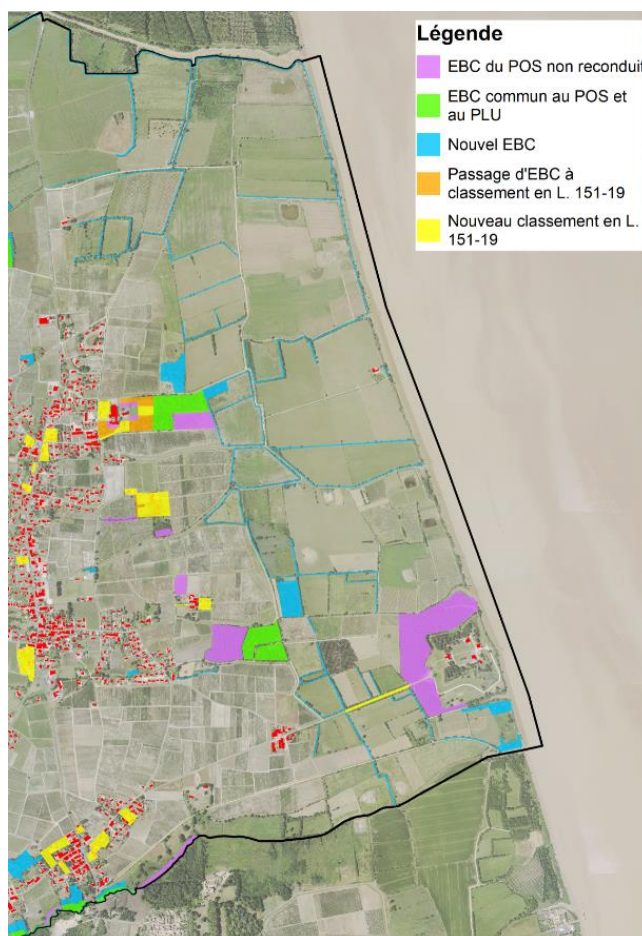 Légende
EBC du POS non reconduit
EBC commun au POS et
au PLU
Nouvel EBC
Passage d'EBC à
classement en L. 151-19
Nouveau classement en L.
151-19